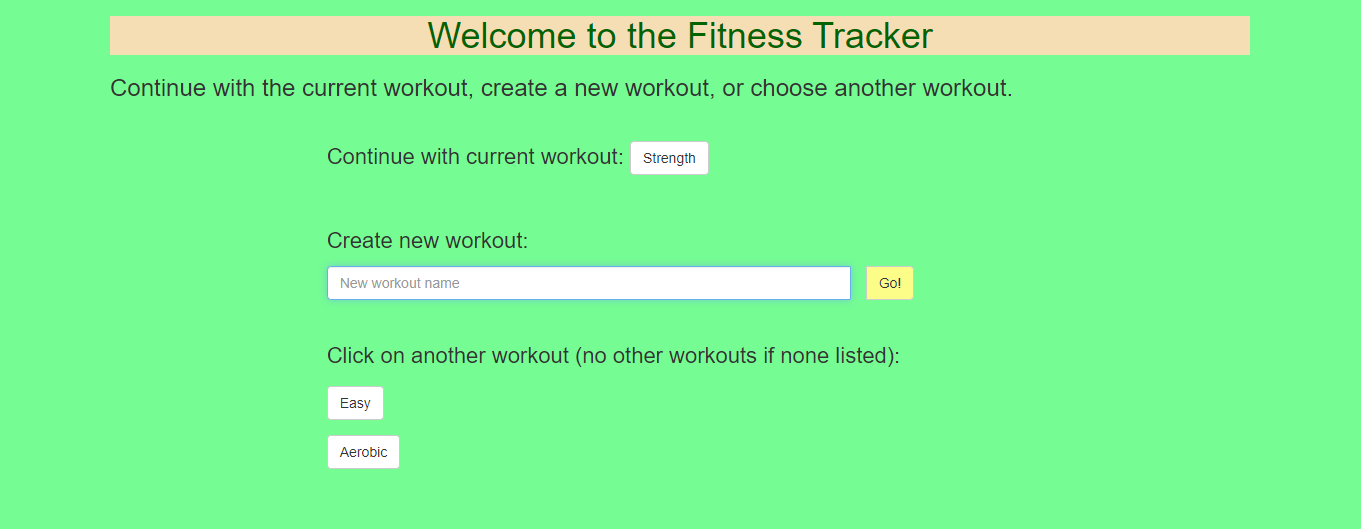 Welcome to the Fitness Tracker
Continue with the current workout, create a new workout, or choose another workout.
Continue with current workout: Strength
Create new workout:
New workout name Go!
Click on another workout (no other workouts if none listed):
Easy
Aerobic